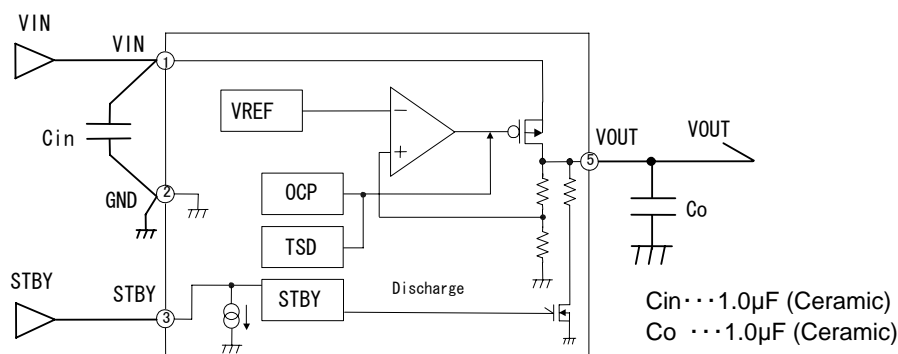 VIN
VIN
1
VREF
−
+
VOUT
VOUT
5
Cin
GND
2
OCP
TSD
Co
STBY
STBY
3
STBY
Discharge
Cin・・・1.0µF (Ceramic)
Co ・・・1.0µF (Ceramic)